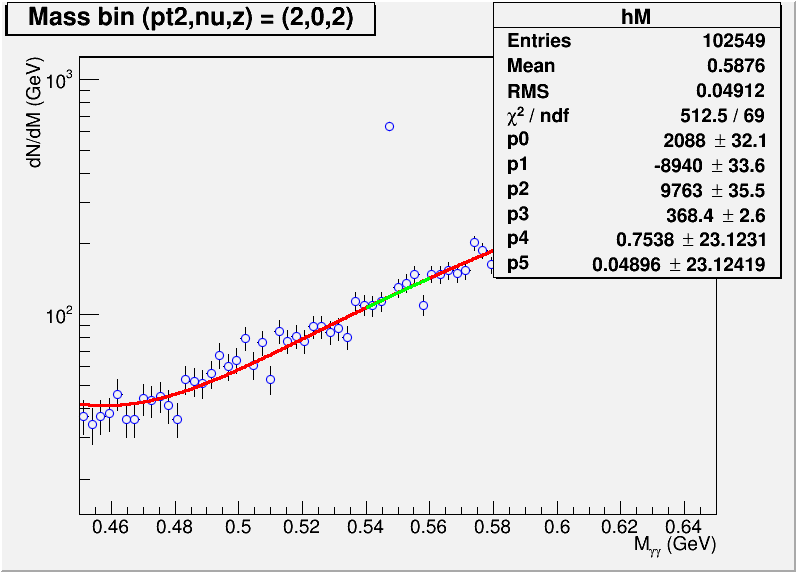 Mass bin (pt2,nu,z) = (2,0,2)
hM
Entries 102549
Mean 0.5876
RMS 0.04912
χ² / ndf 512.5 / 69
p0 2088 ± 32.1
p1 -8940 ± 33.6
p2 9763 ± 35.5
p3 368.4 ± 2.6
p4 0.7538 ± 23.1231
p5 0.04896 ± 23.12419
dN/dM (GeV)
10³
10²
0.46 0.48 0.5 0.52 0.54 0.56 0.58 0.6 0.62 0.64
Mγγ (GeV)